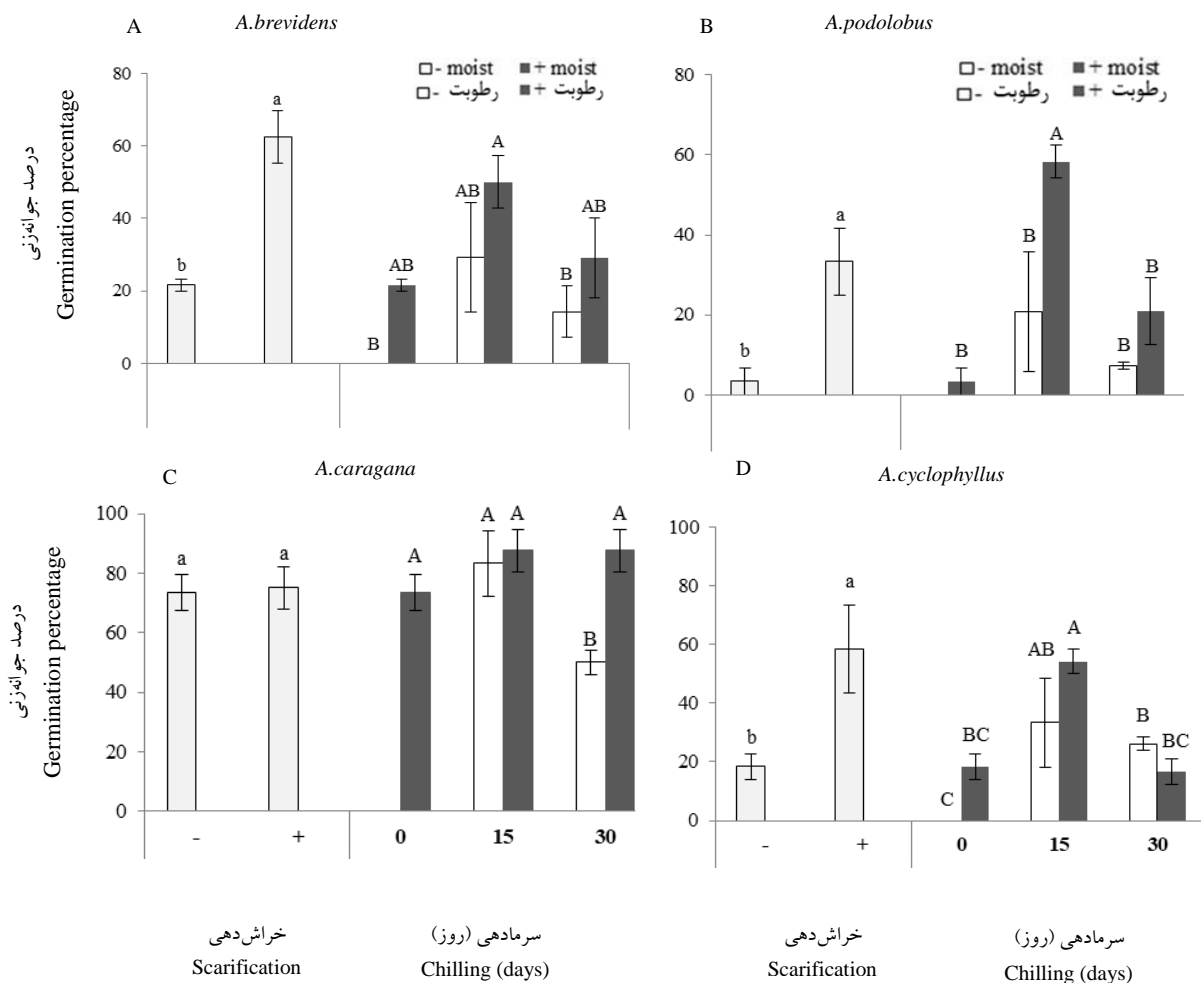 A
A.brevidens
□- moist ■+ moist
□- رطوبت ■+ رطوبت
80
60
40
20
0
b
a
B
AB
AB
A
B
AB
درصد جوانه‌زنی
Germination percentage
B
A.podolobus
□- moist ■+ moist
□- رطوبت ■+ رطوبت
80
60
40
20
0
b
a
B
B
A
B
B
C
A.caragana
100
80
60
40
20
0
a
a
A
A
A
B
A
درصد جوانه‌زنی
Germination percentage
-
+
0
15
30
خراش‌دهی
Scarification
سرمادهی (روز)
Chilling (days)
D
A.cyclophyllus
100
80
60
40
20
0
b
a
C
BC
AB
A
B
BC
-
+
0
15
30
خراش‌دهی
Scarification
سرمادهی (روز)
Chilling (days)